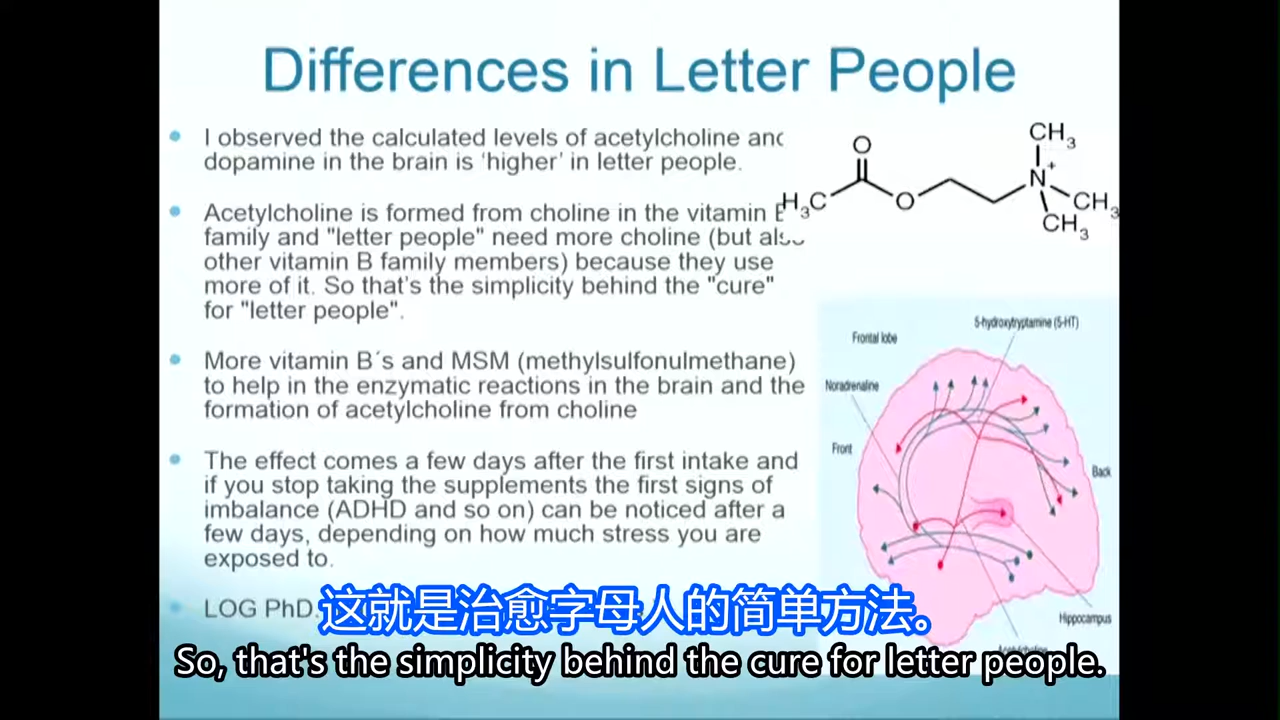 Differences in Letter People
I observed the calculated levels of acetylcholine and
dopamine in the brain is ‘higher’ in letter people.
Acetylcholine is formed from choline in the vitamin B
family and "letter people" need more choline (but also
other vitamin B family members) because they use
more of it. So that’s the simplicity behind the "cure"
for "letter people".
More vitamin B´s and MSM (methylsulfonulmethane)
to help in the enzymatic reactions in the brain and the
formation of acetylcholine from choline
The effect comes a few days after the first intake and
if you stop taking the supplements the first signs of
imbalance (ADHD and so on) can be noticed after a
few days, depending on how much stress you are
exposed to.
LOG PhD.
O
CH3
H3C
O
N+
CH3
CH3
5-hydroxytryptamine (5-HT)
Frontal lobe
Noradrenaline
Front
Back
Hippocampus
这就是治愈字母人的简单方法。
So, that's the simplicity behind the cure for letter people.